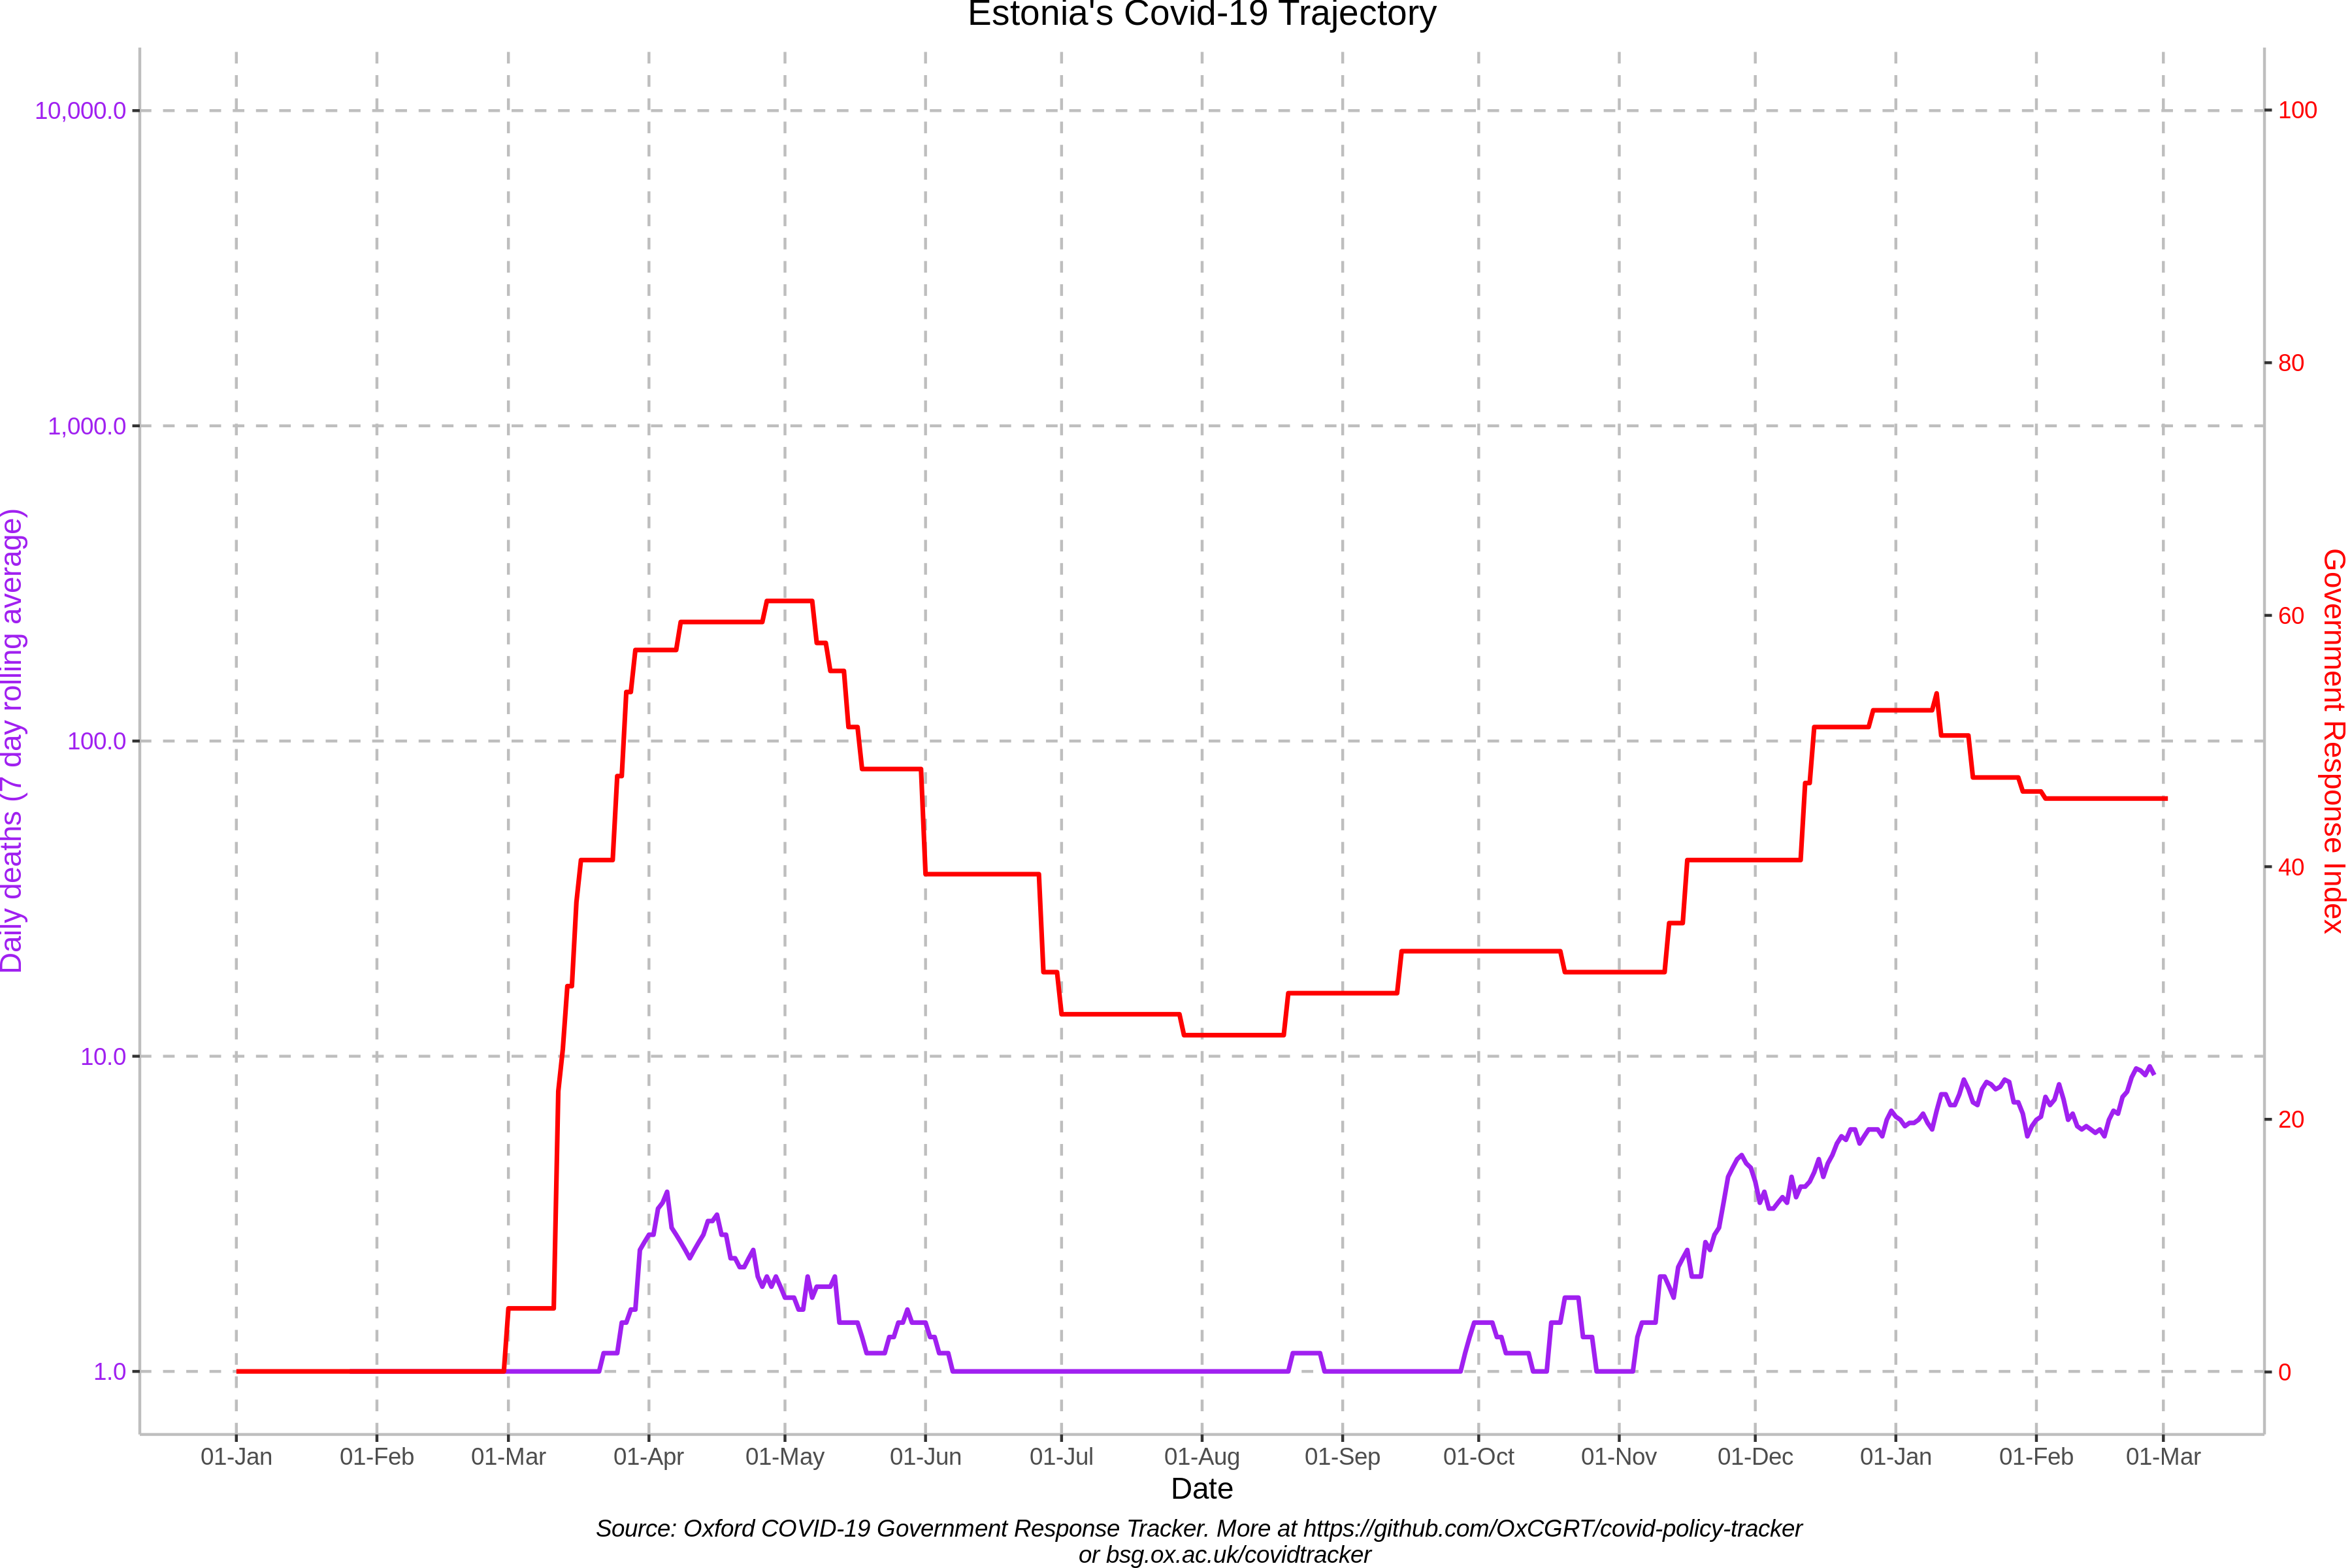 Estonia's Covid-19 Trajectory
10,000.0
1,000.0
100.0
10.0
1.0
Daily deaths (7 day rolling average)
100
80
60
40
20
0
Government Response Index
01-Jan 01-Feb 01-Mar 01-Apr 01-May 01-Jun 01-Jul 01-Aug 01-Sep 01-Oct 01-Nov 01-Dec 01-Jan 01-Feb 01-Mar
Date
Source: Oxford COVID-19 Government Response Tracker. More at https://github.com/OxCGRT/covid-policy-tracker
or bsg.ox.ac.uk/covidtracker